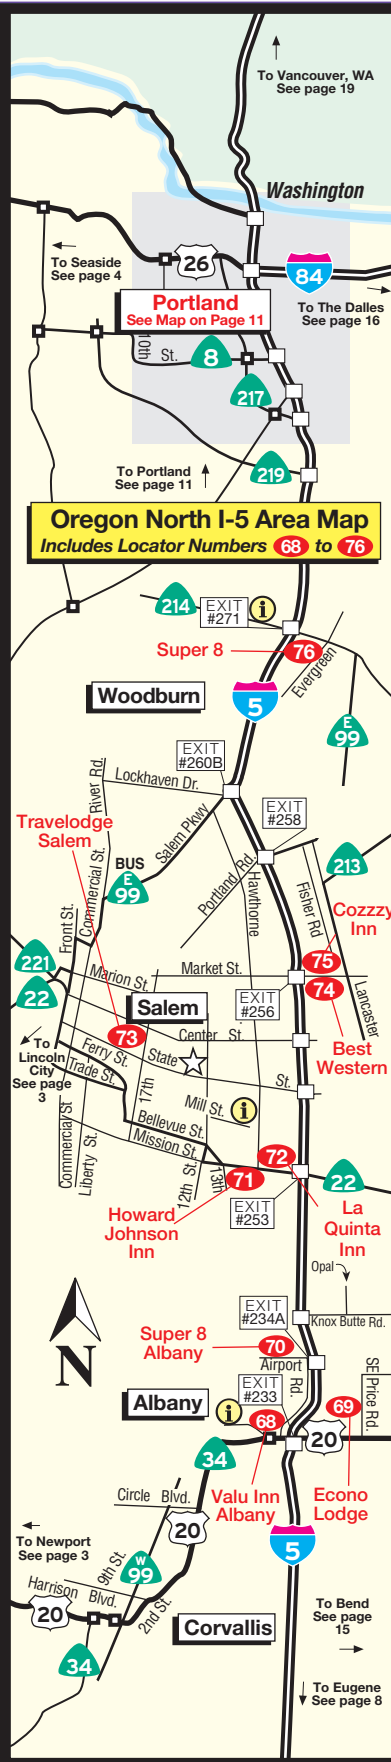 To Vancouver, WA
See page 19
Washington
To Seaside
See page 4
26
84
To The Dalles
See page 16
Portland
See Map on Page 11
10th
St.
8
217
219
To Portland
See page 11
Oregon North I-5 Area Map
Includes Locator Numbers 68 to 76
214
EXIT
#271
i
Super 8
76
Evergreen
Woodburn
5
E
99
EXIT
#260B
River Rd.
Lockhaven Dr.
Salem Pkwy
EXIT
#258
Travelodge
Salem
Commercial St.
BUS
E
99
Portland Rd.
Hawthorne
Fisher Rd
213
Cozzzy
Inn
Front St.
221
22
Marion St.
Market St.
75
74
Lancaster
Salem
EXIT
#256
73
Center St.
Best
Western
To
Lincoln
City
See page
3
Ferry St.
State
St.
Trade St.
17th
Mill St.
i
Bellevue St.
Mission St.
Commercial St
Liberty St.
12th St.
13th
71
72
22
EXIT
#253
Howard
Johnson
Inn
La
Quinta
Inn
Opal
N
EXIT
#234A
Knox Butte Rd.
Super 8
Albany
70
Airport
Rd.
SE Price Rd.
EXIT
#233
Albany
i
68
69
20
34
Valu Inn
Albany
Econo
Lodge
Circle Blvd.
20
To Newport
See page 3
9th St.
W
99
5
Harrison
Blvd.
2nd St.
20
Corvallis
To Bend
See page
15
34
To Eugene
See page 8